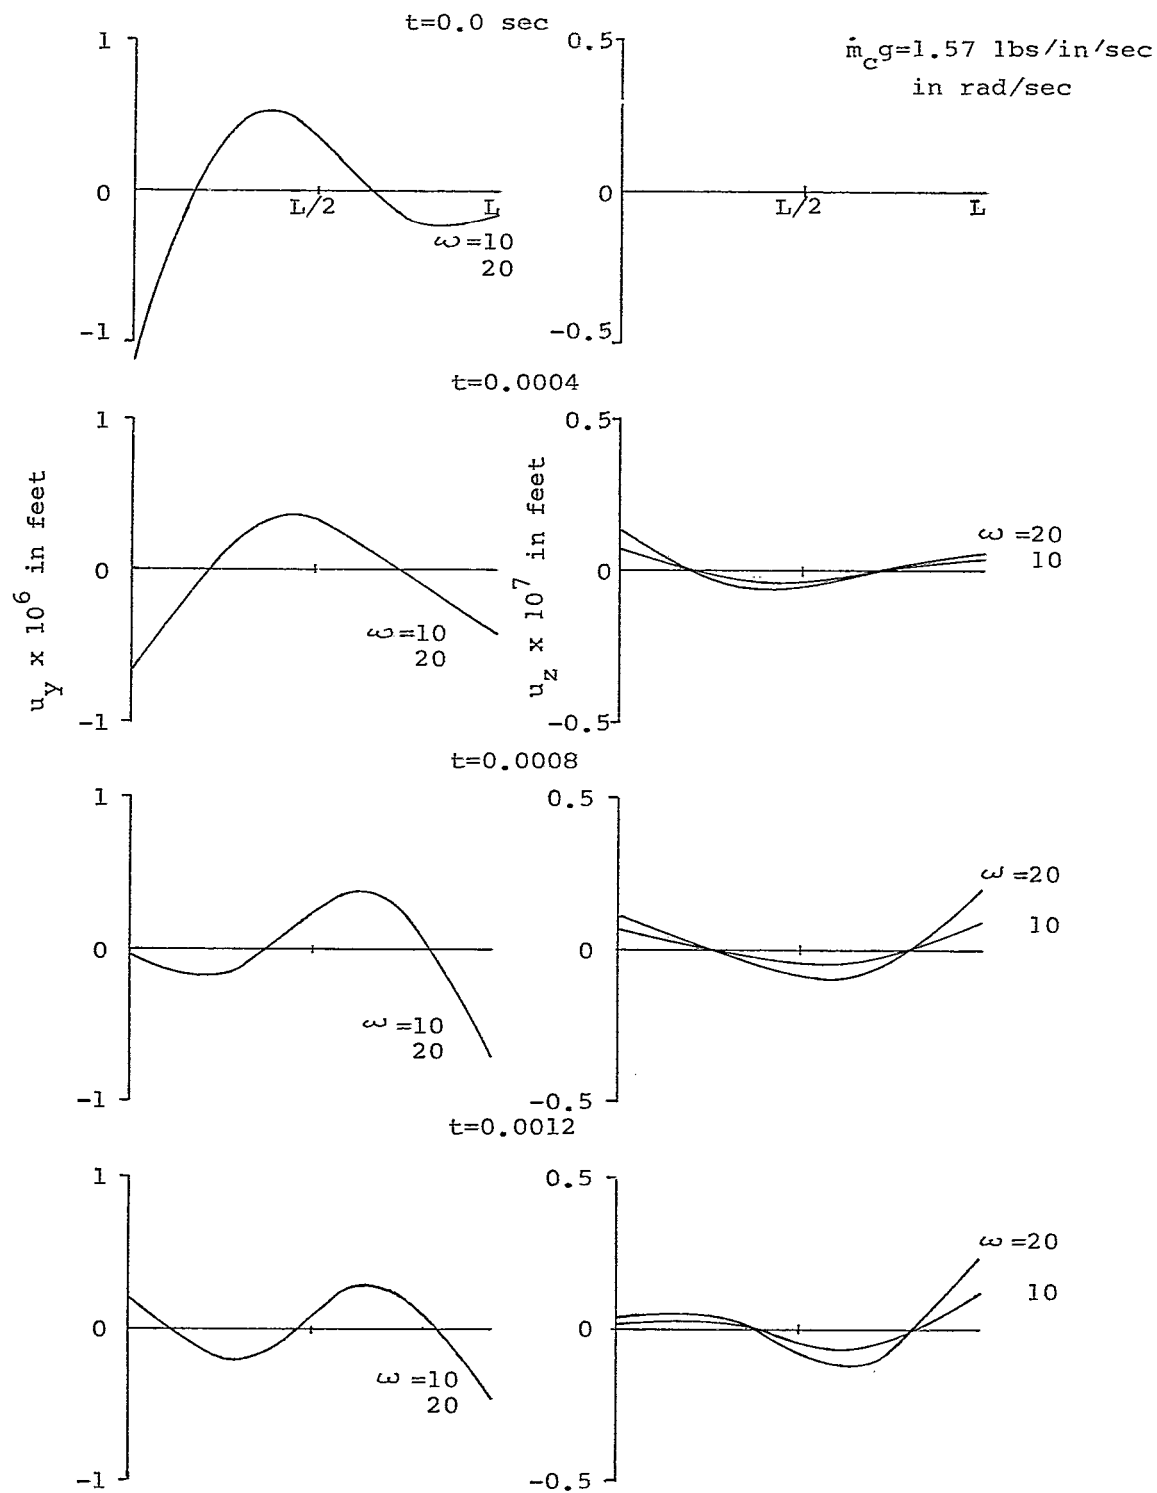 t=0.0 sec
ṁcg=1.57 lbs/in/sec
in rad/sec
1
0
-1
L/2
L
ω=10
20
0.5
0
-0.5
L/2
L
t=0.0004
uy x 10^6 in feet
1
0
-1
ω=10
20
uz x 10^7 in feet
0.5
0
-0.5
ω=20
10
t=0.0008
1
0
-1
ω=10
20
0.5
0
-0.5
ω=20
10
t=0.0012
1
0
-1
ω=10
20
0.5
0
-0.5
ω=20
10